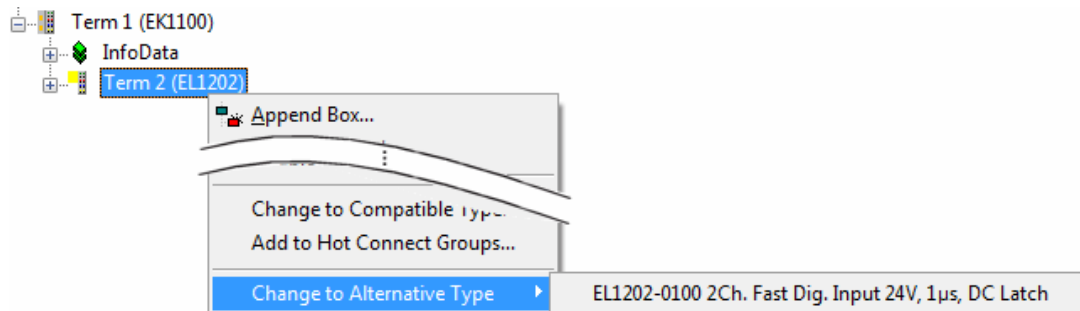 Term 1 (EK1100)
InfoData
Term 2 (EL1202)
Append Box...
Change to Compatible
Add to Hot Connect Groups...
Change to Alternative Type
EL1202-0100 2Ch. Fast Dig. Input 24V, 1µs, DC Latch